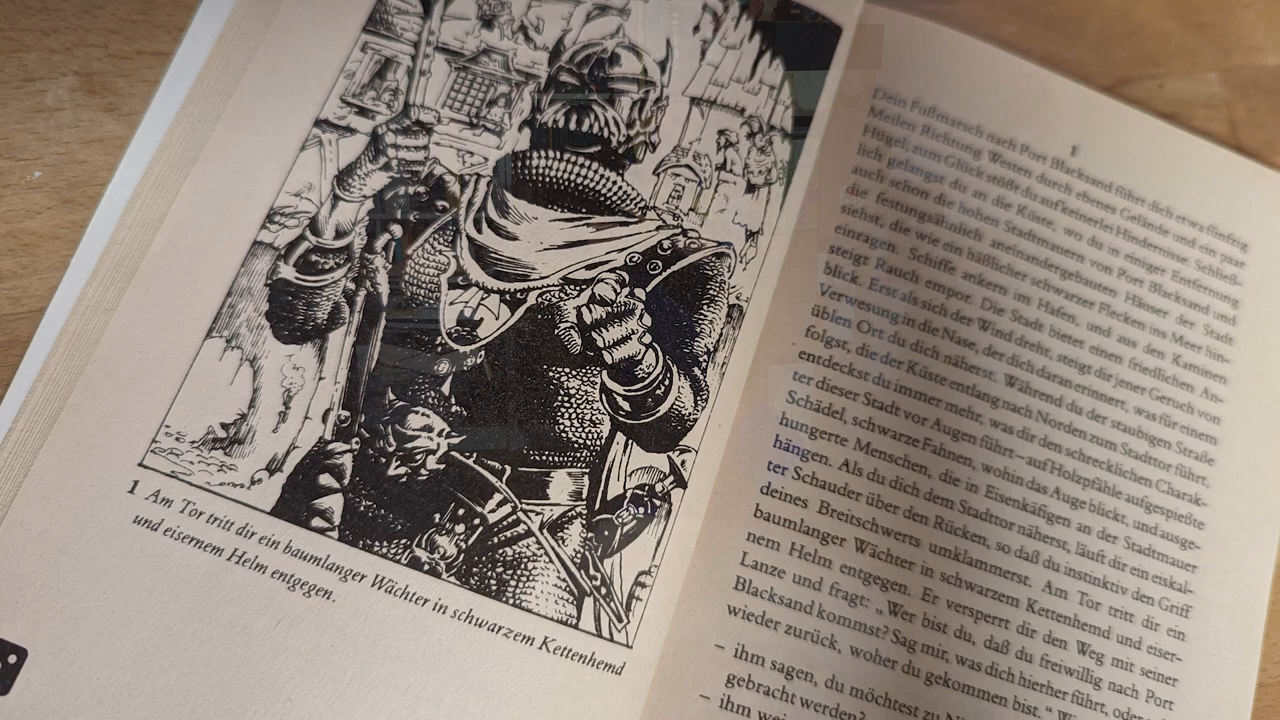 1 Am Tor tritt dir ein baumlanger Wächter in schwarzem Kettenhemd
und eisernem Helm entgegen.
1
Dein Fußmarsch nach Port Blacksand führt dich etwa fünfzig
Meilen Richtung Westen durch ebenes Gelände und ein paar
Hügel; zum Glück stößt du auf keinerlei Hindernisse. Schließ-
lich gelangst du an die Küste, wo du in einiger Entfernung
auch schon die hohen Stadtmauern von Port Blacksand und
die festungsähnlich aneinandergebauten Häuser der Stadt
siehst, die wie ein häßlicher schwarzer Flecken ins Meer hin-
einragen. Schiffe ankern im Hafen, und aus den Kaminen
steigt Rauch empor. Die Stadt bietet einen friedlichen An-
blick. Erst als sich der Wind dreht, steigt dir jener Geruch von
Verwesung in die Nase, der dich daran erinnert, was für einem
üblen Ort du dich näherst. Während du der staubigen Straße
folgst, die der Küste entlang nach Norden zum Stadttor führt,
entdeckst du immer mehr, was dir den schrecklichen Charak-
ter dieser Stadt vor Augen führt – auf Holzpfähle aufgespießte
Schädel, schwarze Fahnen, wohin das Auge blickt, und ausge-
hungerte Menschen, die in Eisenkäfigen an der Stadtmauer
hängen. Als du dich dem Stadttor näherst, läuft dir ein eiskal-
ter Schauder über den Rücken, so daß du instinktiv den Griff
deines Breitschwerts umklammerst. Am Tor tritt dir ein
baumlanger Wächter in schwarzem Kettenhemd und eiser-
nem Helm entgegen. Er versperrt dir den Weg mit seiner
Lanze und fragt: „Wer bist du, daß du freiwillig nach Port
Blacksand kommst? Sag mir, was dich hierher führt, oder
wieder zurück, woher du gekommen bist.“
– ihm sagen, du möchtest zu
gebracht werden?
– ihm